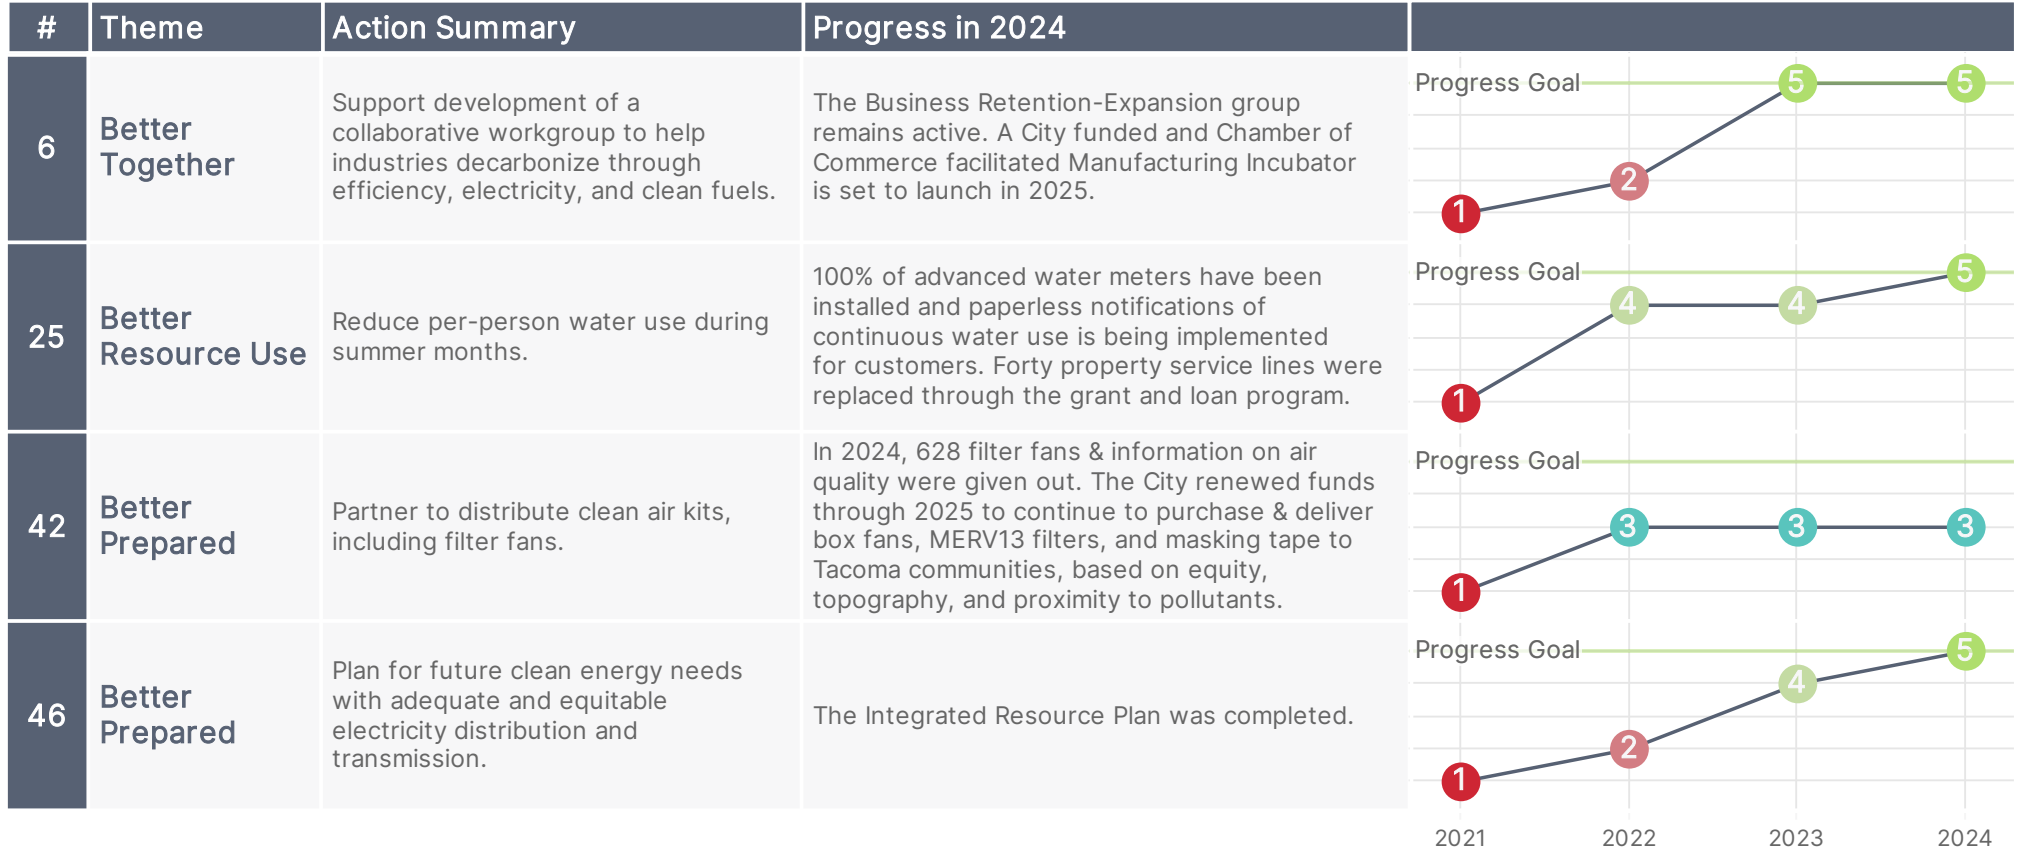 # Theme Action Summary Progress in 2024
6
Better
Together
Support development of a
collaborative workgroup to help
industries decarbonize through
efficiency, electricity, and clean fuels.
The Business Retention-Expansion group
remains active. A City funded and Chamber of
Commerce facilitated Manufacturing Incubator
is set to launch in 2025.
Progress Goal
1 2 5 5
25
Better
Resource Use
Reduce per-person water use during
summer months.
100% of advanced water meters have been
installed and paperless notifications of
continuous water use is being implemented
for customers. Forty property service lines were
replaced through the grant and loan program.
Progress Goal
1 4 4 5
42
Better
Prepared
Partner to distribute clean air kits,
including filter fans.
In 2024, 628 filter fans & information on air
quality were given out. The City renewed funds
through 2025 to continue to purchase & deliver
box fans, MERV13 filters, and masking tape to
Tacoma communities, based on equity,
topography, and proximity to pollutants.
Progress Goal
1 3 3 3
46
Better
Prepared
Plan for future clean energy needs
with adequate and equitable
electricity distribution and
transmission.
The Integrated Resource Plan was completed.
Progress Goal
1 2 4 5
2021 2022 2023 2024